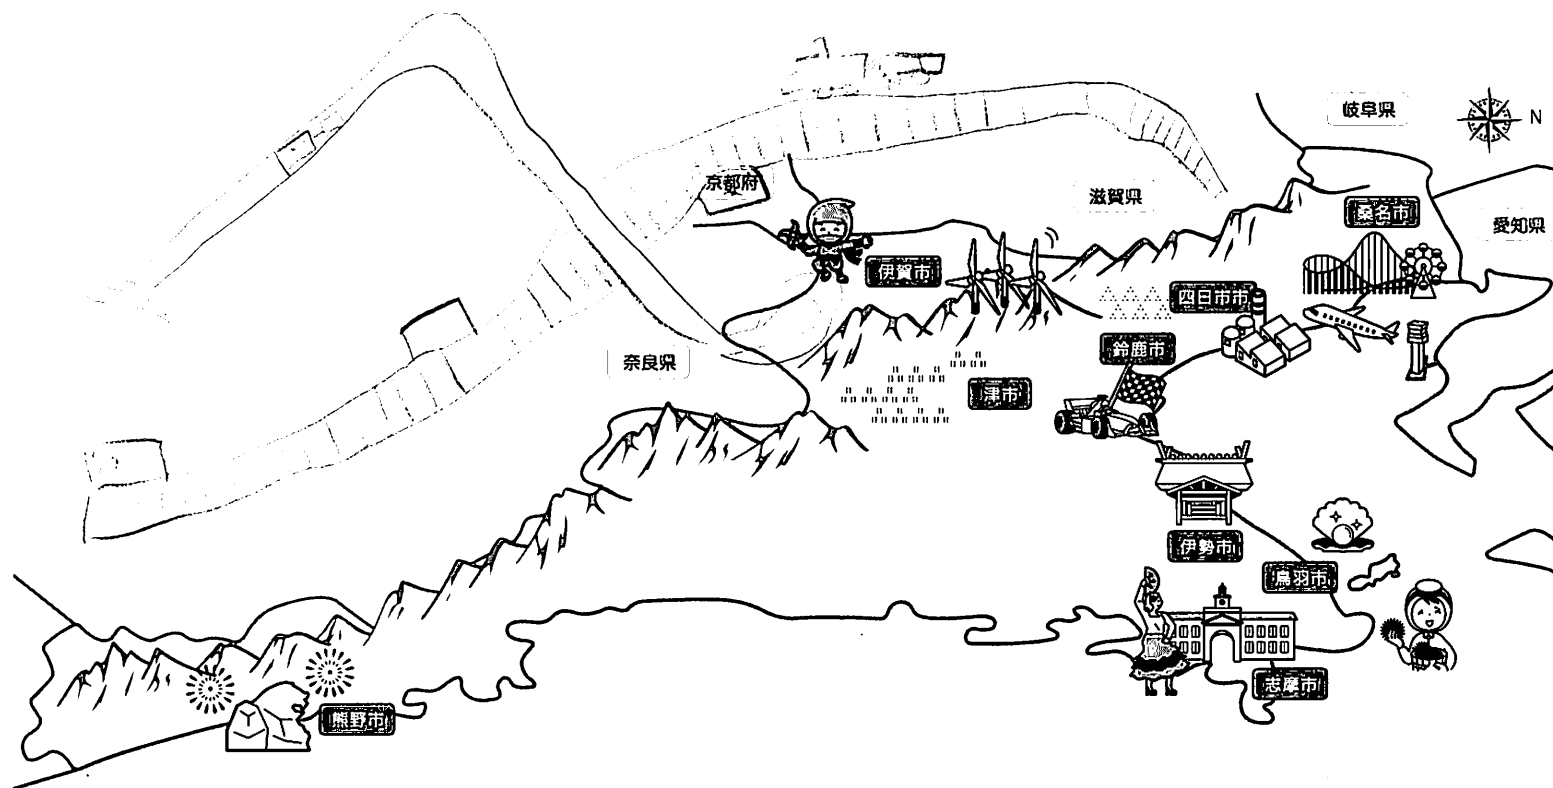 岐阜県
N
京都府
滋賀県
桑名市
愛知県
伊賀市
四日市市
鈴鹿市
奈良県
津市
伊勢市
鳥羽市
志摩市
熊野市